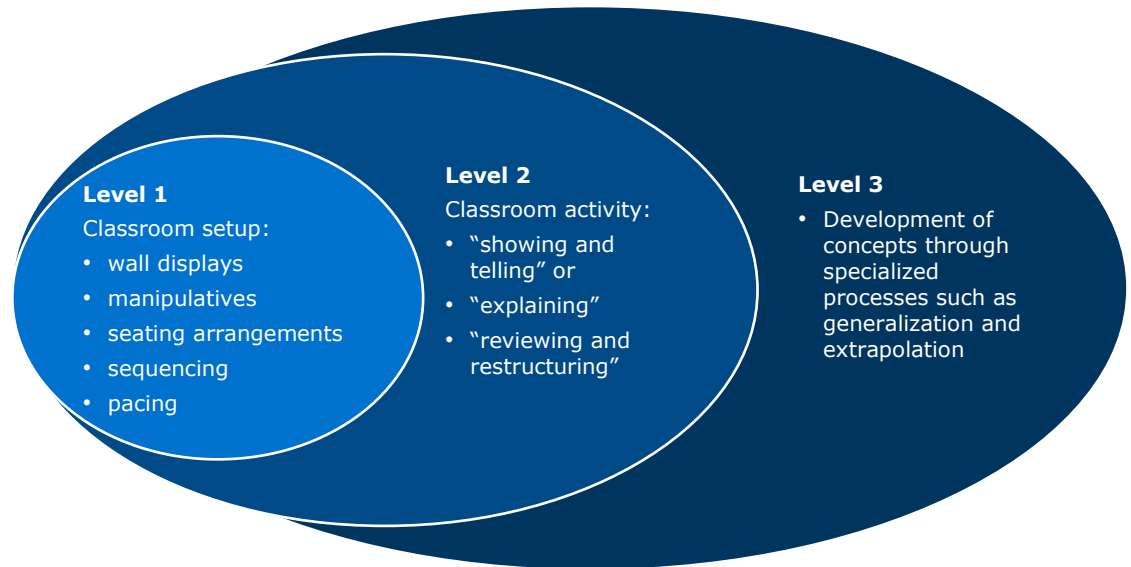 Level 1
Classroom setup:
• wall displays
• manipulatives
• seating arrangements
• sequencing
• pacing
Level 2
Classroom activity:
• “showing and
telling” or
• “explaining”
• “reviewing and
restructuring”
Level 3
• Development of
concepts through
specialized
processes such as
generalization and
extrapolation